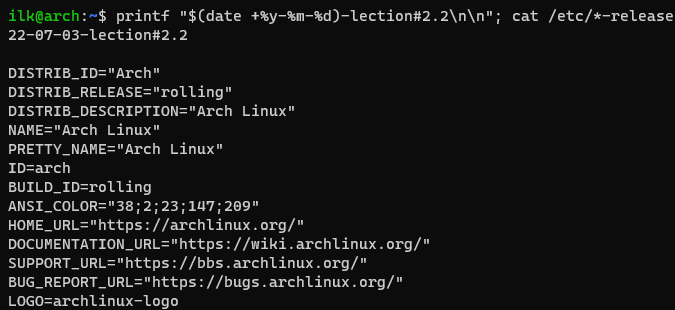 ilk@arch:~$ printf "$(date +%y-%m-%d)-lection#2.2\n\n"; cat /etc/*-release
22-07-03-lection#2.2

DISTRIB_ID="Arch"
DISTRIB_RELEASE="rolling"
DISTRIB_DESCRIPTION="Arch Linux"
NAME="Arch Linux"
PRETTY_NAME="Arch Linux"
ID=arch
BUILD_ID=rolling
ANSI_COLOR="38;2;23;147;209"
HOME_URL="https://archlinux.org/"
DOCUMENTATION_URL="https://wiki.archlinux.org/"
SUPPORT_URL="https://bbs.archlinux.org/"
BUG_REPORT_URL="https://bugs.archlinux.org/"
LOGO=archlinux-logo